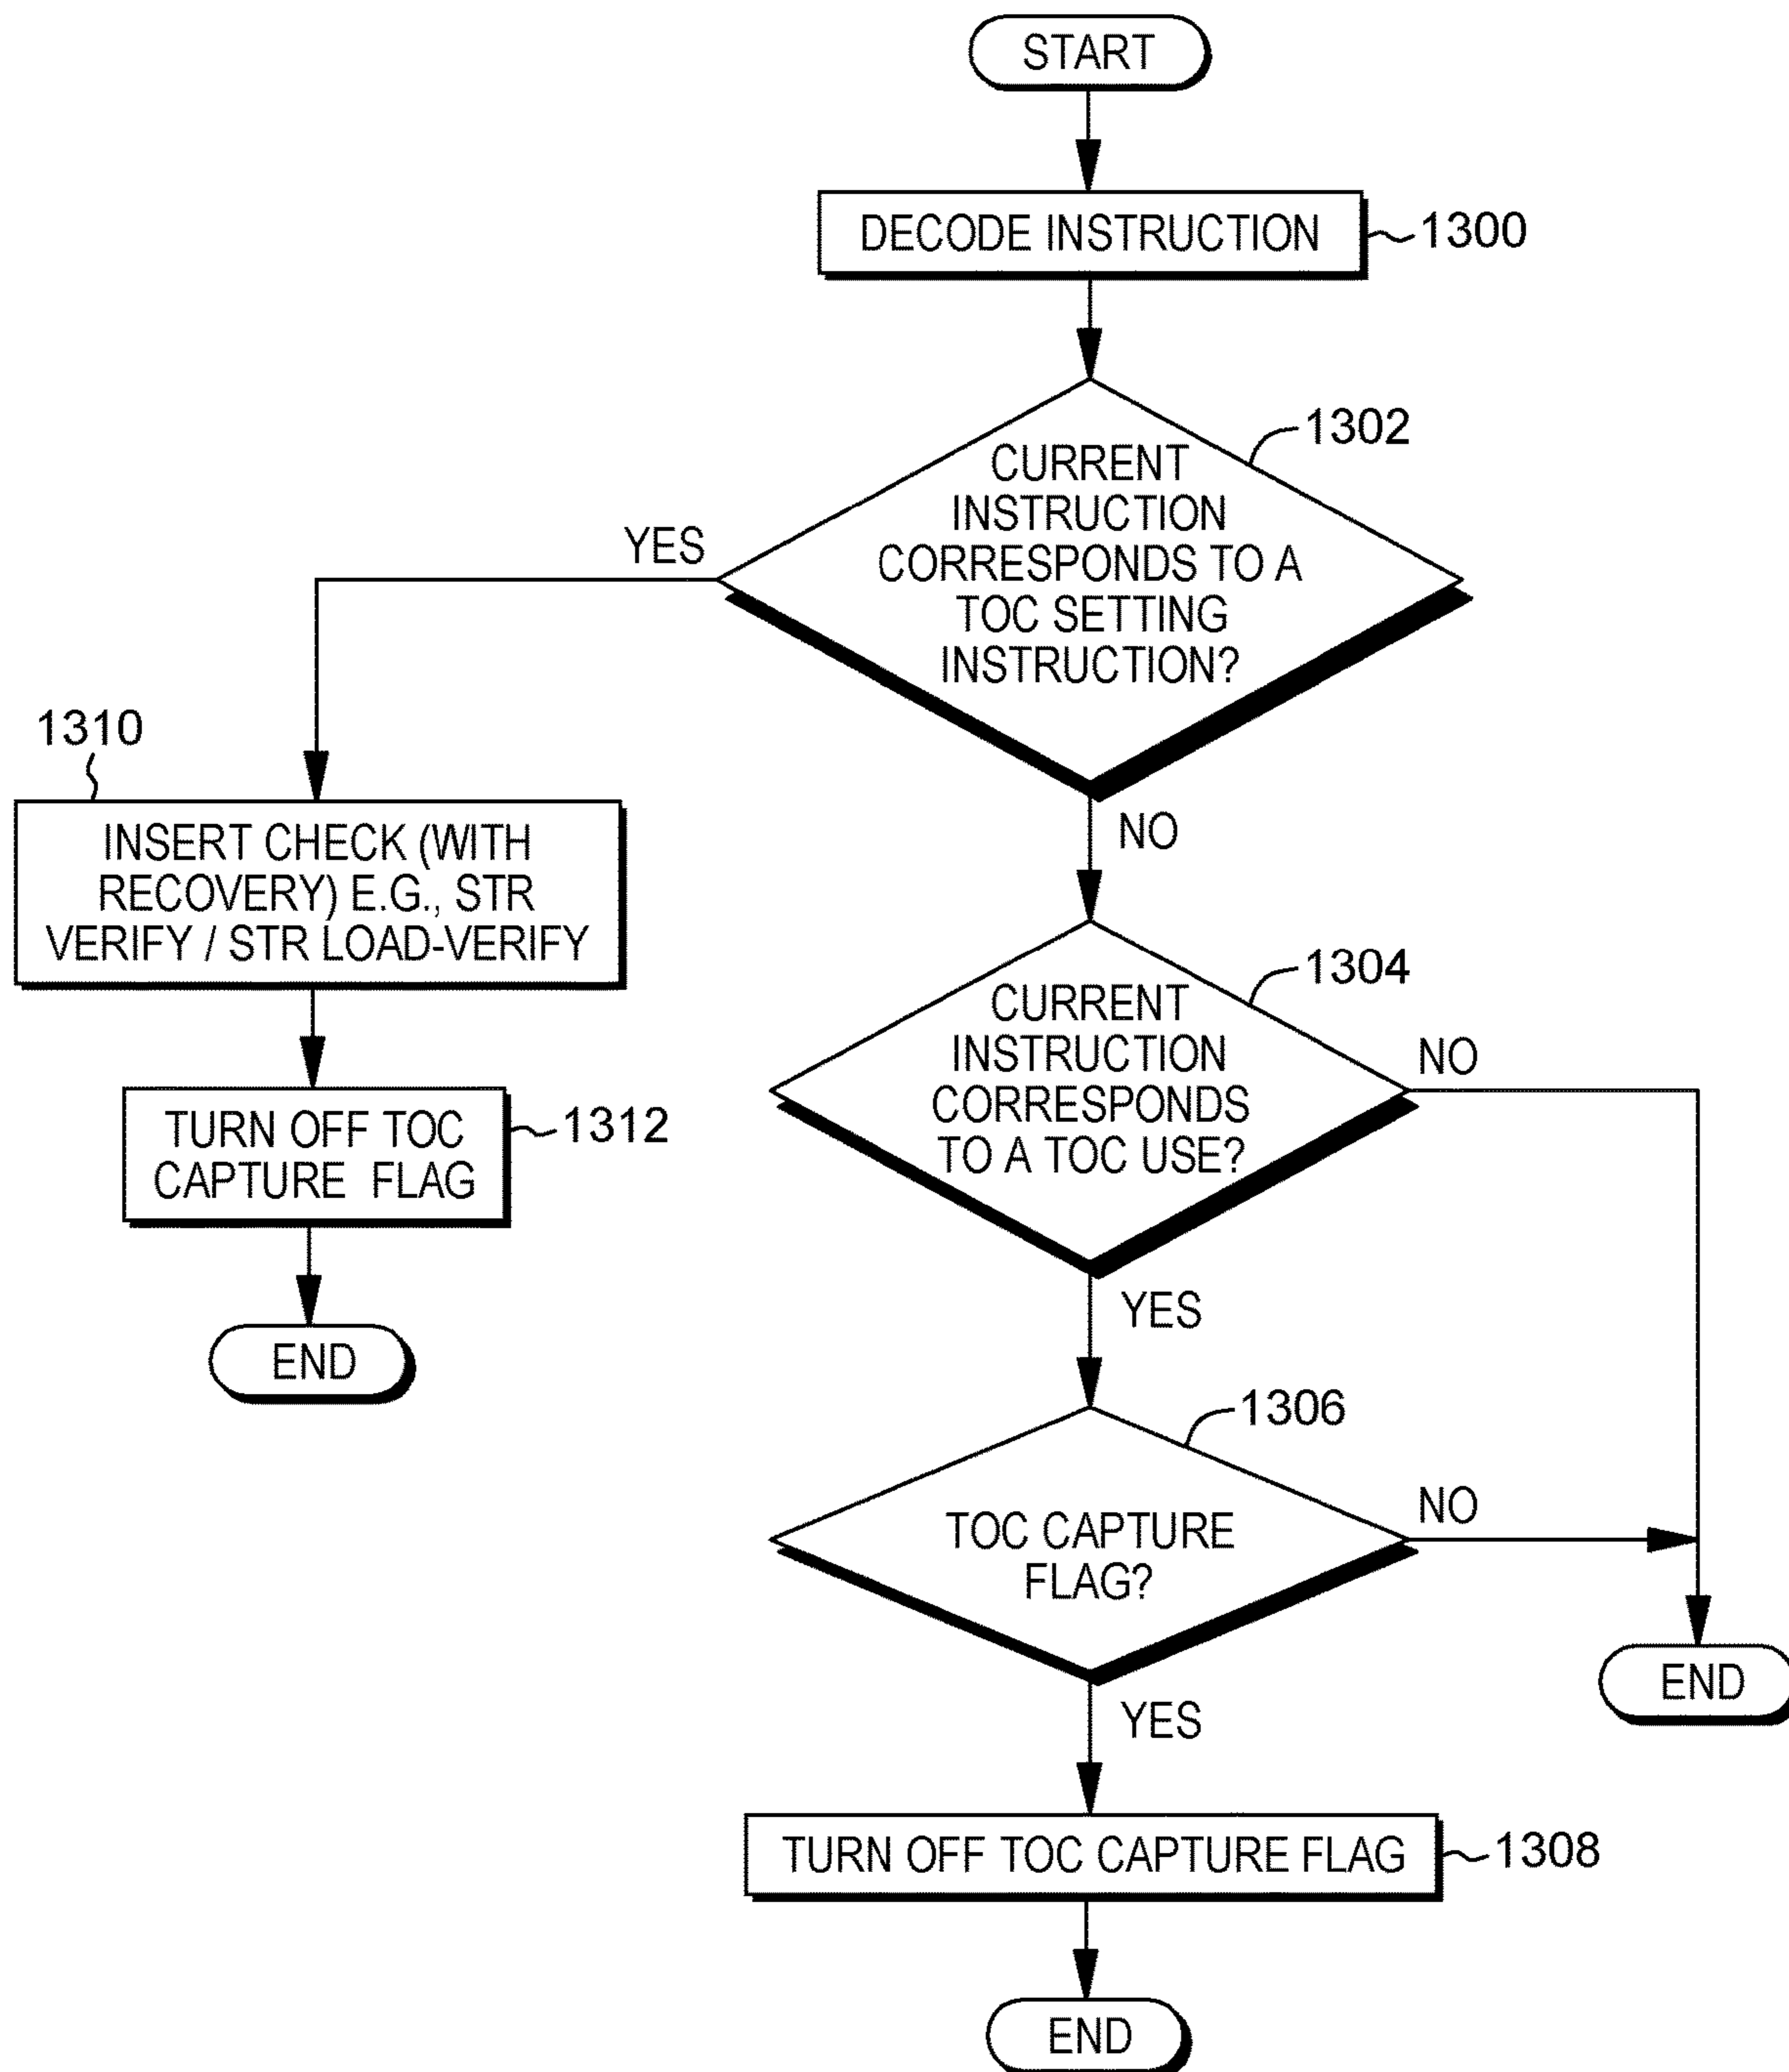 START
DECODE INSTRUCTION
1300
1302
CURRENT
INSTRUCTION
CORRESPONDS TO A
TOC SETTING
INSTRUCTION?
YES
NO
1310
INSERT CHECK (WITH
RECOVERY) E.G., STR
VERIFY / STR LOAD-VERIFY
TURN OFF TOC
CAPTURE FLAG
1312
END
1304
CURRENT
INSTRUCTION
CORRESPONDS
TO A TOC USE?
NO
YES
1306
TOC CAPTURE
FLAG?
NO
END
YES
TURN OFF TOC CAPTURE FLAG
1308
END